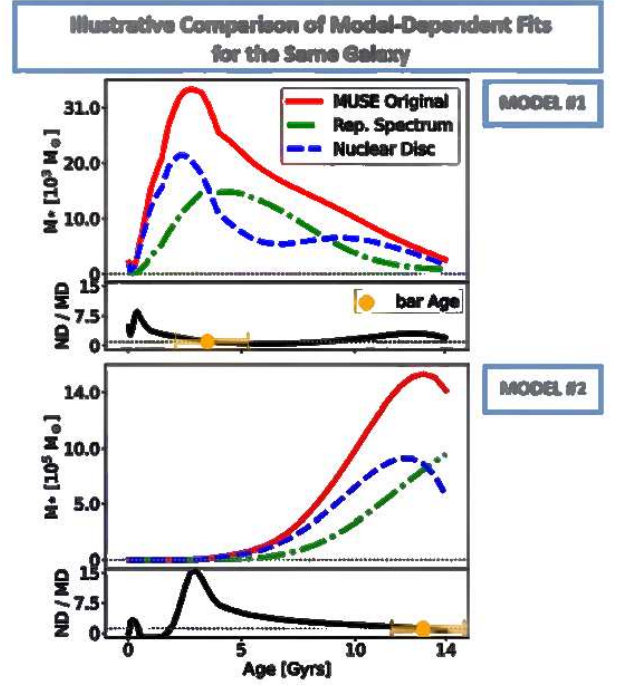 Illustrative Comparison of Model-Dependent Fits
for the Same Galaxy
MODEL #1
MUSE Original
Rep. Spectrum
Nuclear Disc
M⋆ [10³ M⊙]
31.0
20.0
10.0
0
bar Age
ND / MD
15
7.5
0
MODEL #2
M⋆ [10⁵ M⊙]
14.0
10.0
5.0
0
ND / MD
15
7.5
0
0 5 10 14
Age [Gyrs]